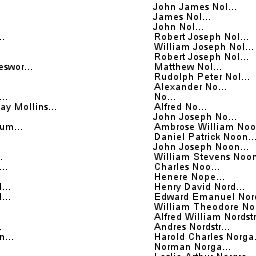 John James Nol...
James Nol...
John Nol...
... Robert Joseph Nol...
William Joseph Nol...
Robert Joseph Nol...
eswor... Matthew Nol...
Rudolph Peter Nol...
Alexander No...
... No...
ay Mollins... Alfred No...
John Joseph No...
um... Ambrose William Noo
Daniel Patrick Noon...
John Joseph Noon...
William Stevens Noon
... Charles Noo...
Henere Nope...
l... Henry David Nord...
l... Edward Emanuel Nor
William Theodore No
Alfred William Nordstr
Andres Nordstr...
n... Harold Charles Norga
Norman Norga...